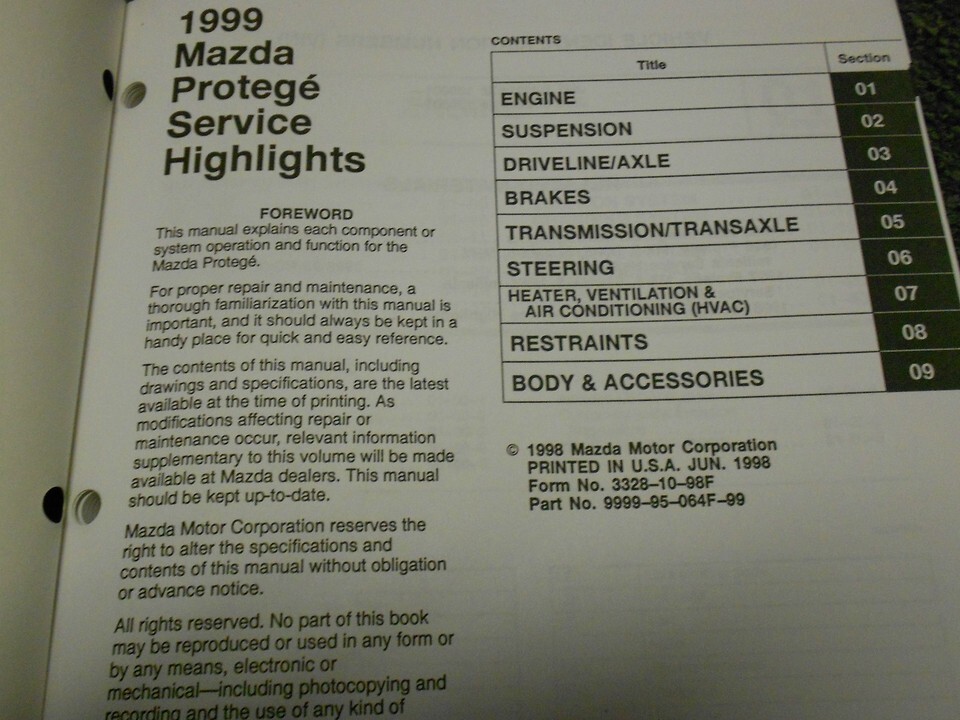 1999
Mazda
Protegé
Service
Highlights
FOREWORD
This manual explains each component or
system operation and function for the
Mazda Protegé.
For proper repair and maintenance, a
thorough familiarization with this manual is
important, and it should always be kept in a
handy place for quick and easy reference.
The contents of this manual, including
drawings and specifications, are the latest
available at the time of printing. As
modifications affecting repair or
maintenance occur, relevant information
supplementary to this volume will be made
available at Mazda dealers. This manual
should be kept up-to-date.
Mazda Motor Corporation reserves the
right to alter the specifications and
contents of this manual without obligation
or advance notice.
All rights reserved. No part of this book
may be reproduced or used in any form or
by any means, electronic or
mechanical—including photocopying and
recording and the use of any kind of
CONTENTS
Title Section
ENGINE 01
SUSPENSION 02
DRIVELINE/AXLE 03
BRAKES 04
TRANSMISSION/TRANSAXLE 05
STEERING 06
HEATER, VENTILATION &
AIR CONDITIONING (HVAC) 07
RESTRAINTS 08
BODY & ACCESSORIES 09
© 1998 Mazda Motor Corporation
PRINTED IN U.S.A. JUN. 1998
Form No. 3328–10–98F
Part No. 9999–95–064F–99